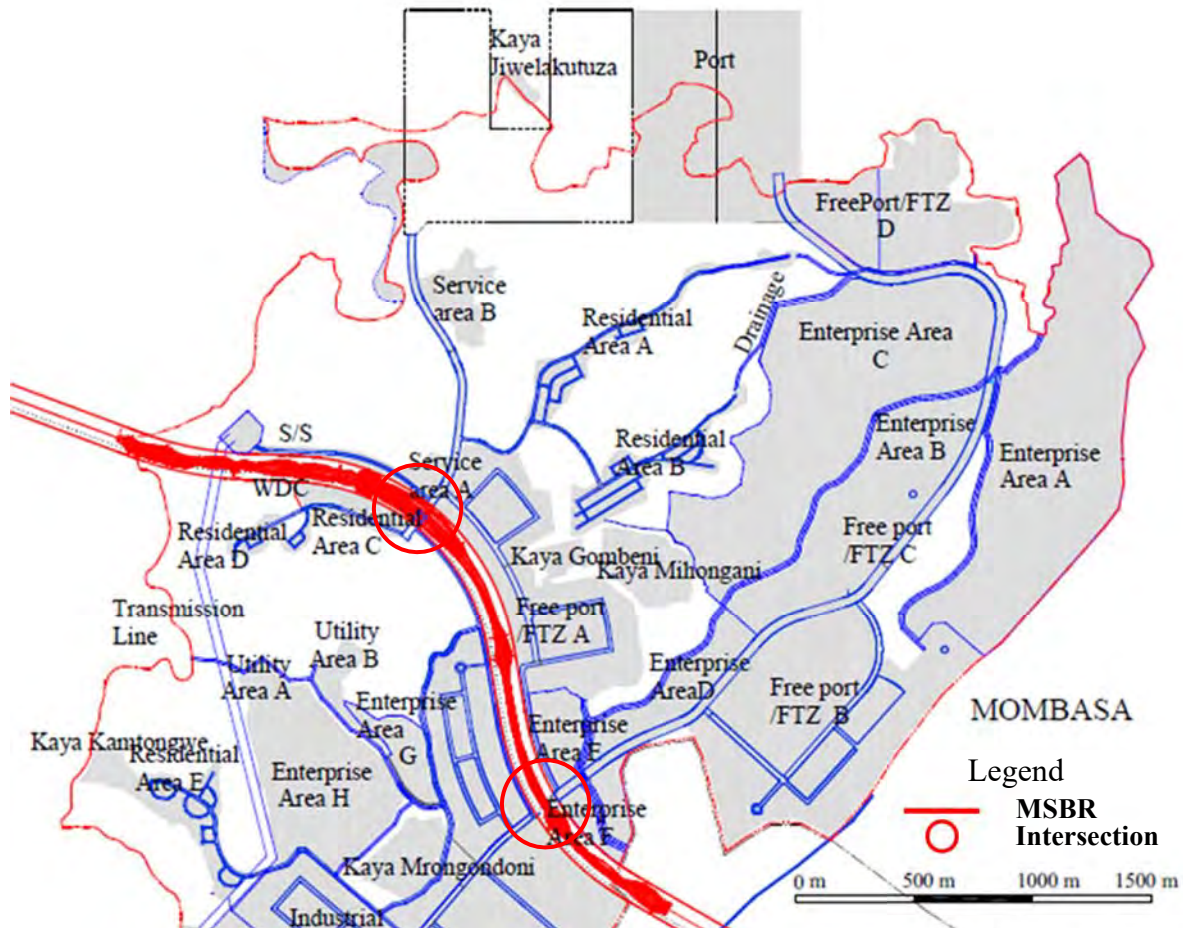 Kaya
Jiwelakutuza
Port
FreePort/FTZ
D
Service
area B
Residential
Area A
Drainage
Enterprise Area
C
S/S
WDC
Service
area A
Residential
Area B
Enterprise
Area B
Enterprise
Area A
Residential
Area D
Residential
Area C
Free port
/FTZ C
Kaya Gombeni
Kaya Mihongani
Transmission
Line
Utility
Area B
Free port
/FTZ A
Utility
Area A
Enterprise
AreaD
Free port
/FTZ B
Enterprise
Area
G
Enterprise
Area E
MOMBASA
Kaya Kamtongwe
Residential
Area E
Enterprise
Area H
Enterprise
Area F
Legend
MSBR
Intersection
Kaya Mrongondoni
0 m
500 m
1000 m
1500 m
Industrial